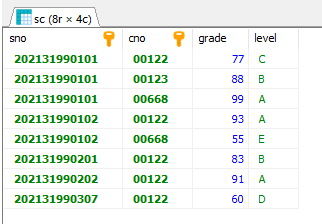 sc (8r × 4c)
sno cno grade level
202131990101 00122 77 C
202131990101 00123 88 B
202131990101 00668 99 A
202131990102 00122 93 A
202131990102 00668 55 E
202131990201 00122 83 B
202131990202 00122 91 A
202131990307 00122 60 D